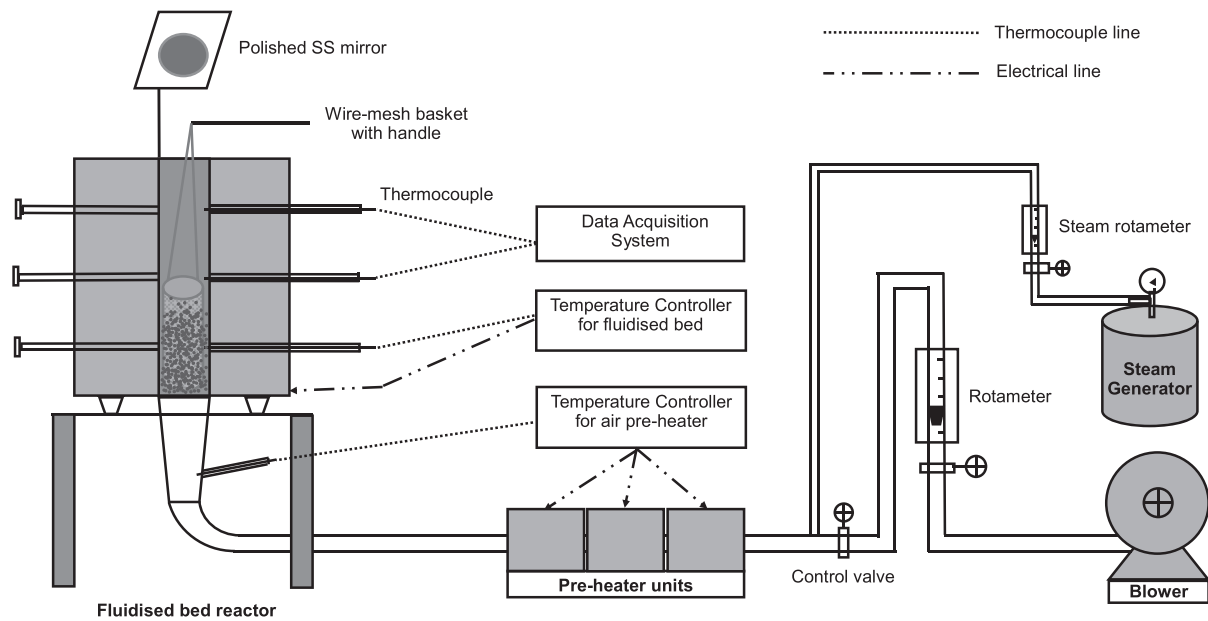 Polished SS mirror
Thermocouple line
Electrical line
Wire-mesh basket
with handle
Thermocouple
Data Acquisition
System
Steam rotameter
Temperature Controller
for fluidised bed
Steam
Generator
Rotameter
Temperature Controller
for air pre-heater
Control valve
Pre-heater units
Blower
Fluidised bed reactor